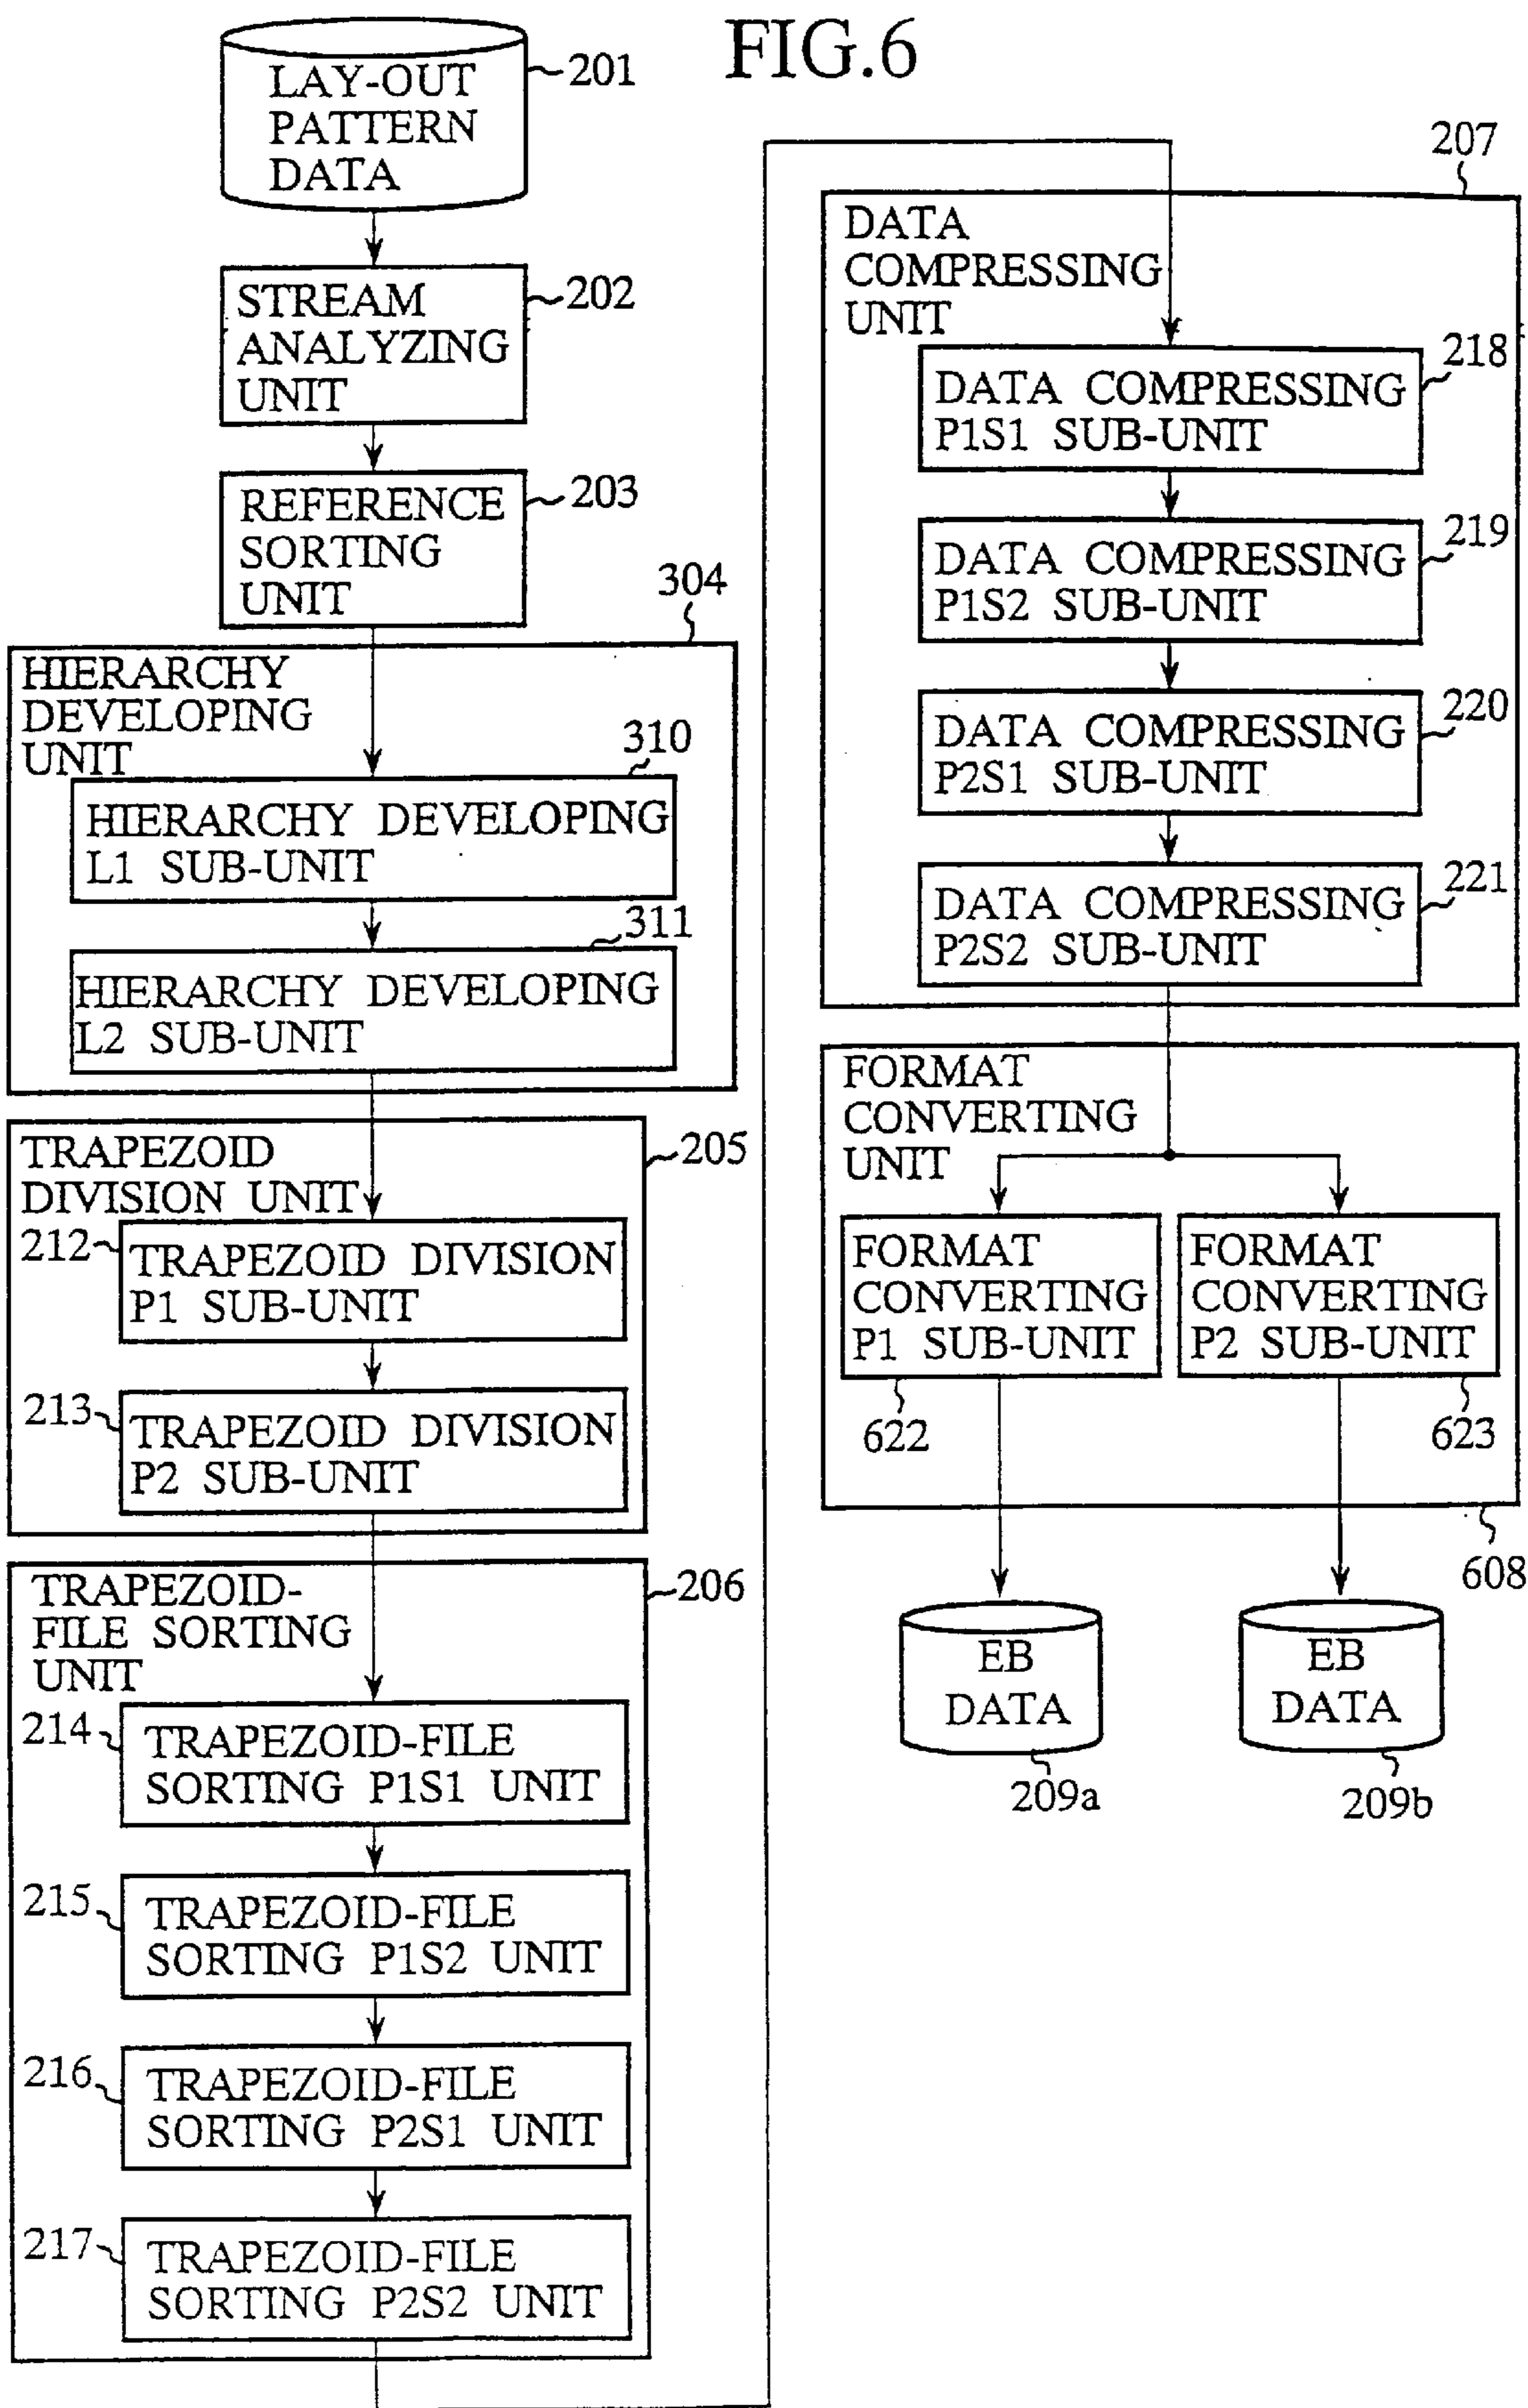 FIG.6
LAY-OUT
PATTERN
DATA
201
STREAM
ANALYZING
UNIT
202
REFERENCE
SORTING
UNIT
203
304
HIERARCHY
DEVELOPING
UNIT
310
HIERARCHY DEVELOPING
L1 SUB-UNIT
311
HIERARCHY DEVELOPING
L2 SUB-UNIT
TRAPEZOID
DIVISION UNIT
205
212
TRAPEZOID DIVISION
P1 SUB-UNIT
213
TRAPEZOID DIVISION
P2 SUB-UNIT
TRAPEZOID-
FILE SORTING
UNIT
206
214
TRAPEZOID-FILE
SORTING P1S1 UNIT
215
TRAPEZOID-FILE
SORTING P1S2 UNIT
216
TRAPEZOID-FILE
SORTING P2S1 UNIT
217
TRAPEZOID-FILE
SORTING P2S2 UNIT
207
DATA
COMPRESSING
UNIT
218
DATA COMPRESSING
P1S1 SUB-UNIT
219
DATA COMPRESSING
P1S2 SUB-UNIT
220
DATA COMPRESSING
P2S1 SUB-UNIT
221
DATA COMPRESSING
P2S2 SUB-UNIT
FORMAT
CONVERTING
UNIT
FORMAT
CONVERTING
P1 SUB-UNIT
622
FORMAT
CONVERTING
P2 SUB-UNIT
623
608
EB
DATA
209a
EB
DATA
209b